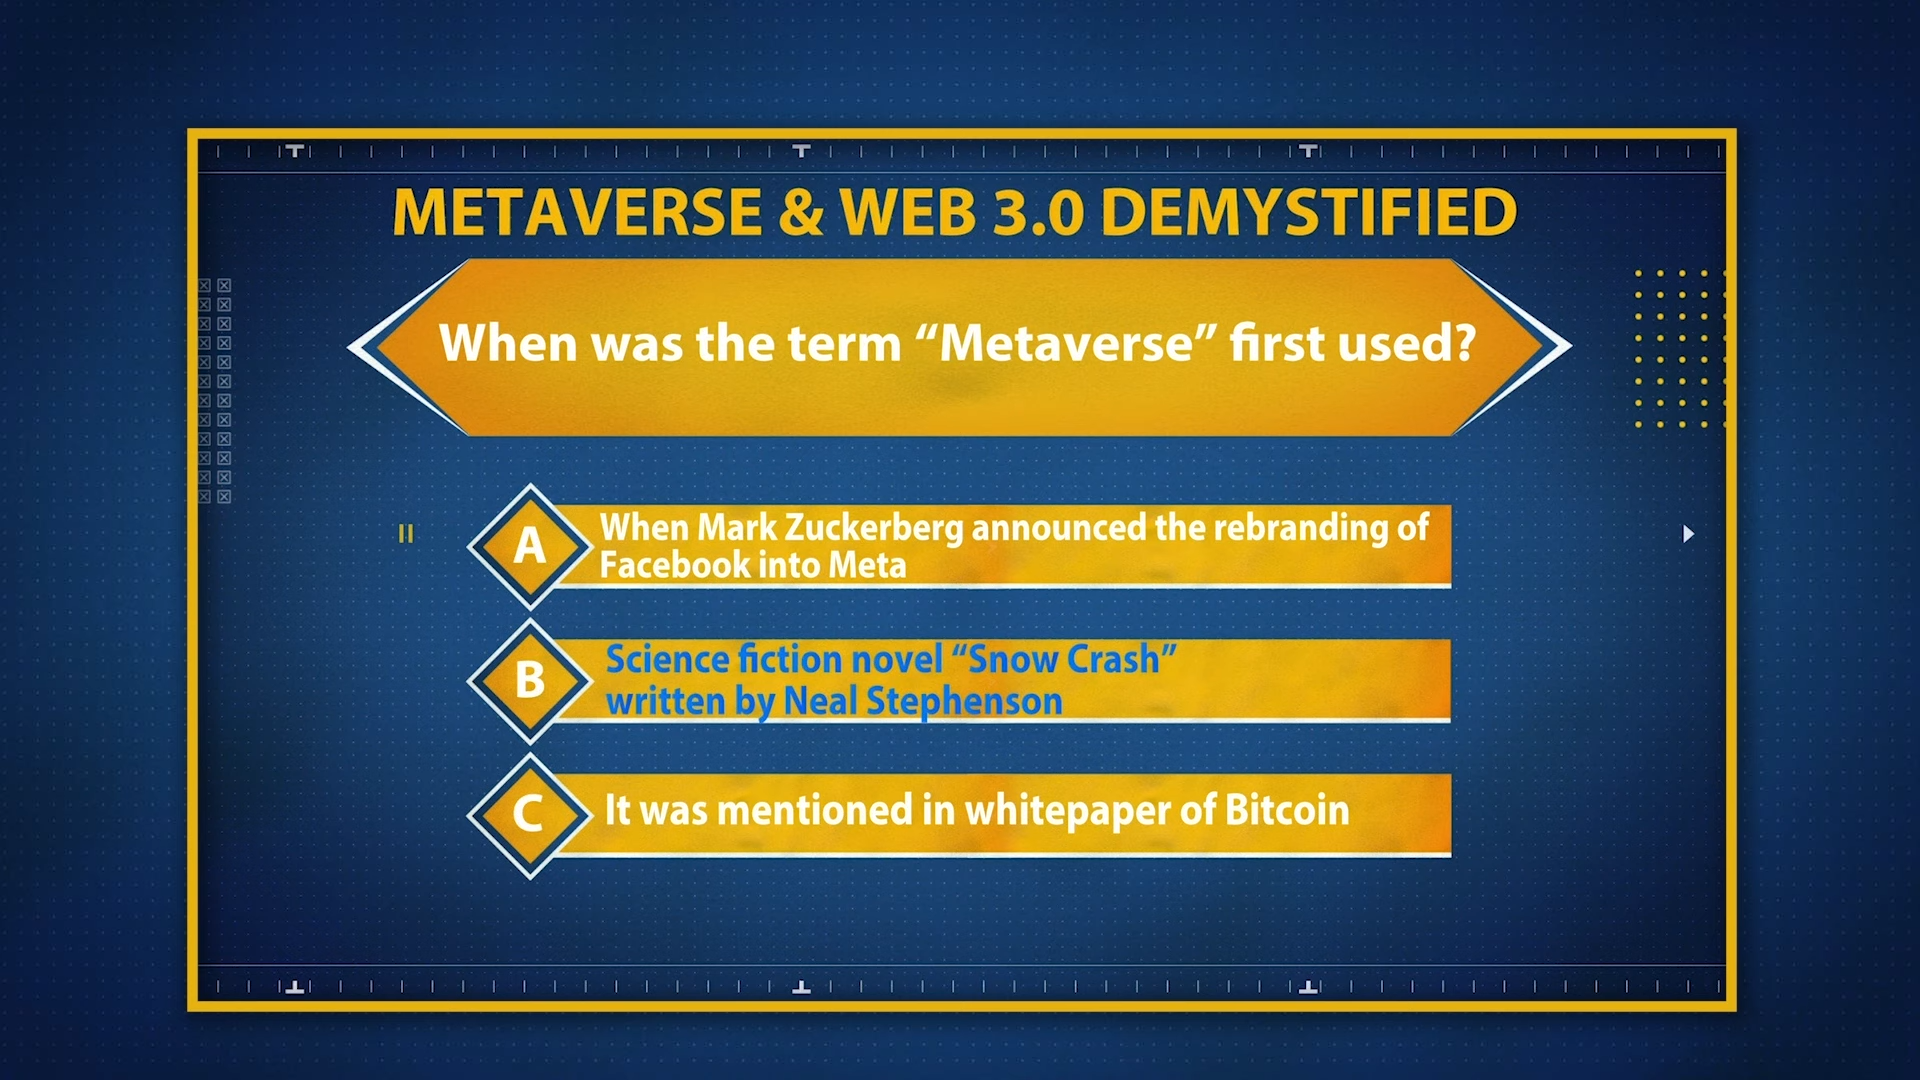 METAVERSE & WEB 3.0 DEMYSTIFIED
When was the term “Metaverse” first used?
A
When Mark Zuckerberg announced the rebranding of
Facebook into Meta
B
Science fiction novel “Snow Crash”
written by Neal Stephenson
C
It was mentioned in whitepaper of Bitcoin